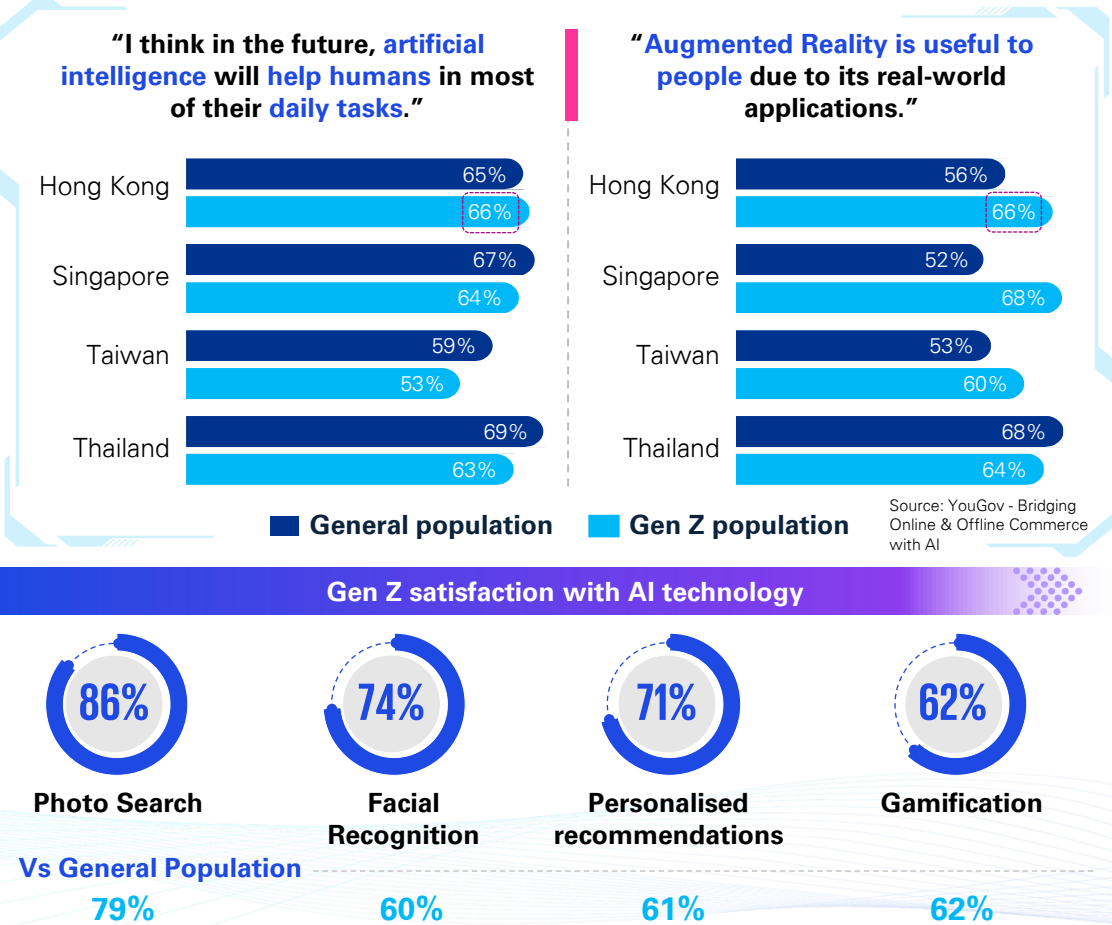 “I think in the future, artificial
intelligence will help humans in most
of their daily tasks.”
Hong Kong
65%
66%
Singapore
67%
64%
Taiwan
59%
53%
Thailand
69%
63%
“Augmented Reality is useful to
people due to its real-world
applications.”
Hong Kong
56%
66%
Singapore
52%
68%
Taiwan
53%
60%
Thailand
68%
64%
General population
Gen Z population
Source: YouGov - Bridging
Online & Offline Commerce
with AI
Gen Z satisfaction with AI technology
86%
74%
71%
62%
Photo Search
Facial
Recognition
Personalised
recommendations
Gamification
Vs General Population
79%
60%
61%
62%